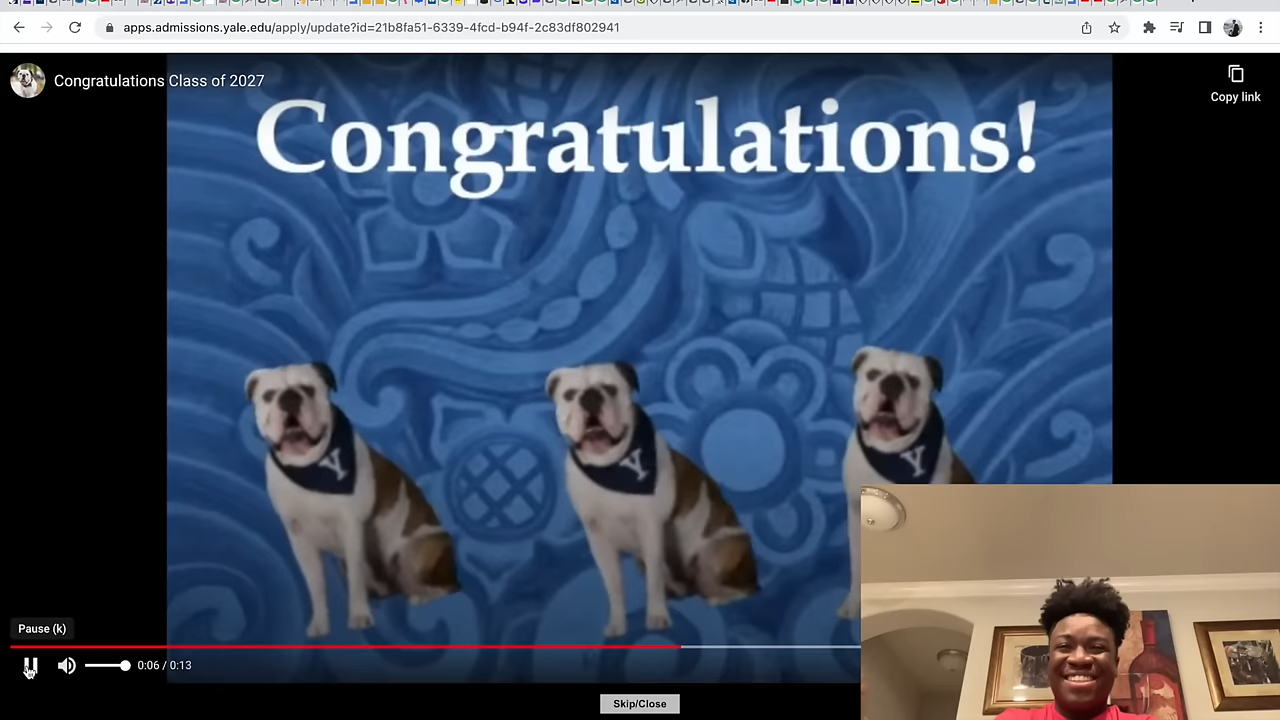 apps.admissions.yale.edu/apply/update?id=21b8fa51-6339-4fcd-b94f-2c83df802941
Congratulations Class of 2027
Copy link
Congratulations!
Y
Y
Y
Pause (k)
0:06 / 0:13
Skip/Close